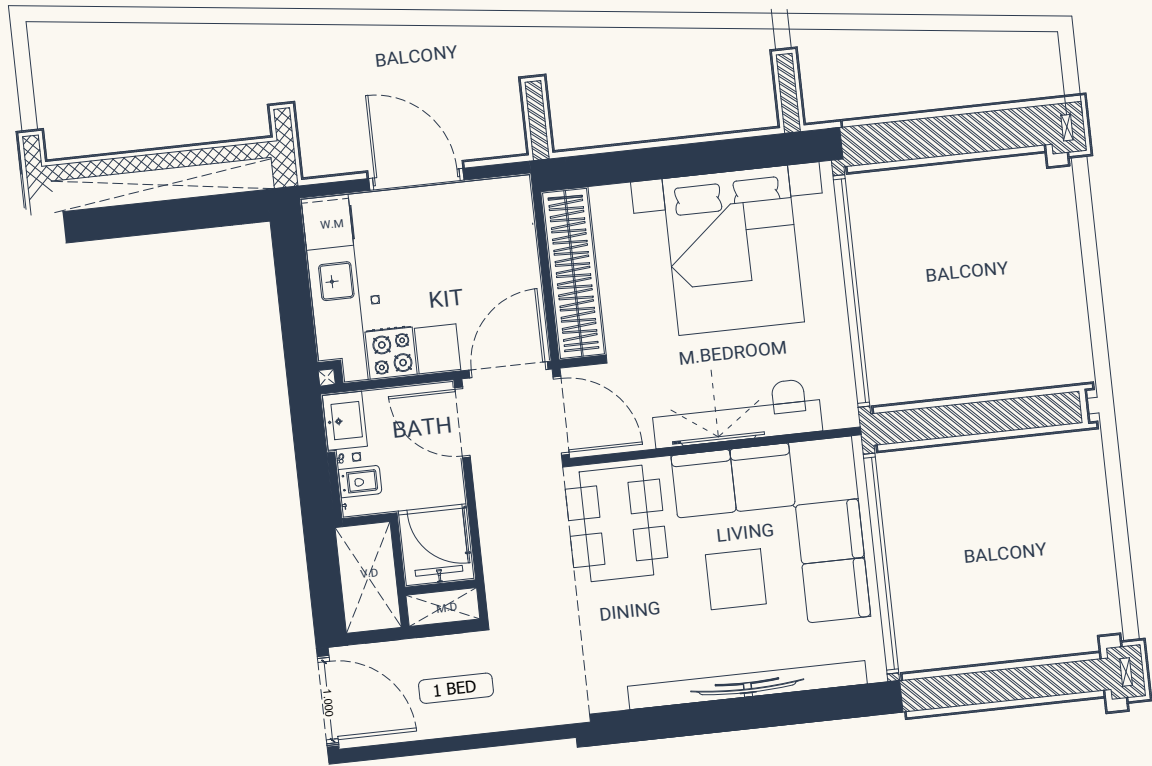 BALCONY
W.M
KIT
BALCONY
M.BEDROOM
BATH
LIVING
BALCONY
V.D
M.D
DINING
1 BED
1.000